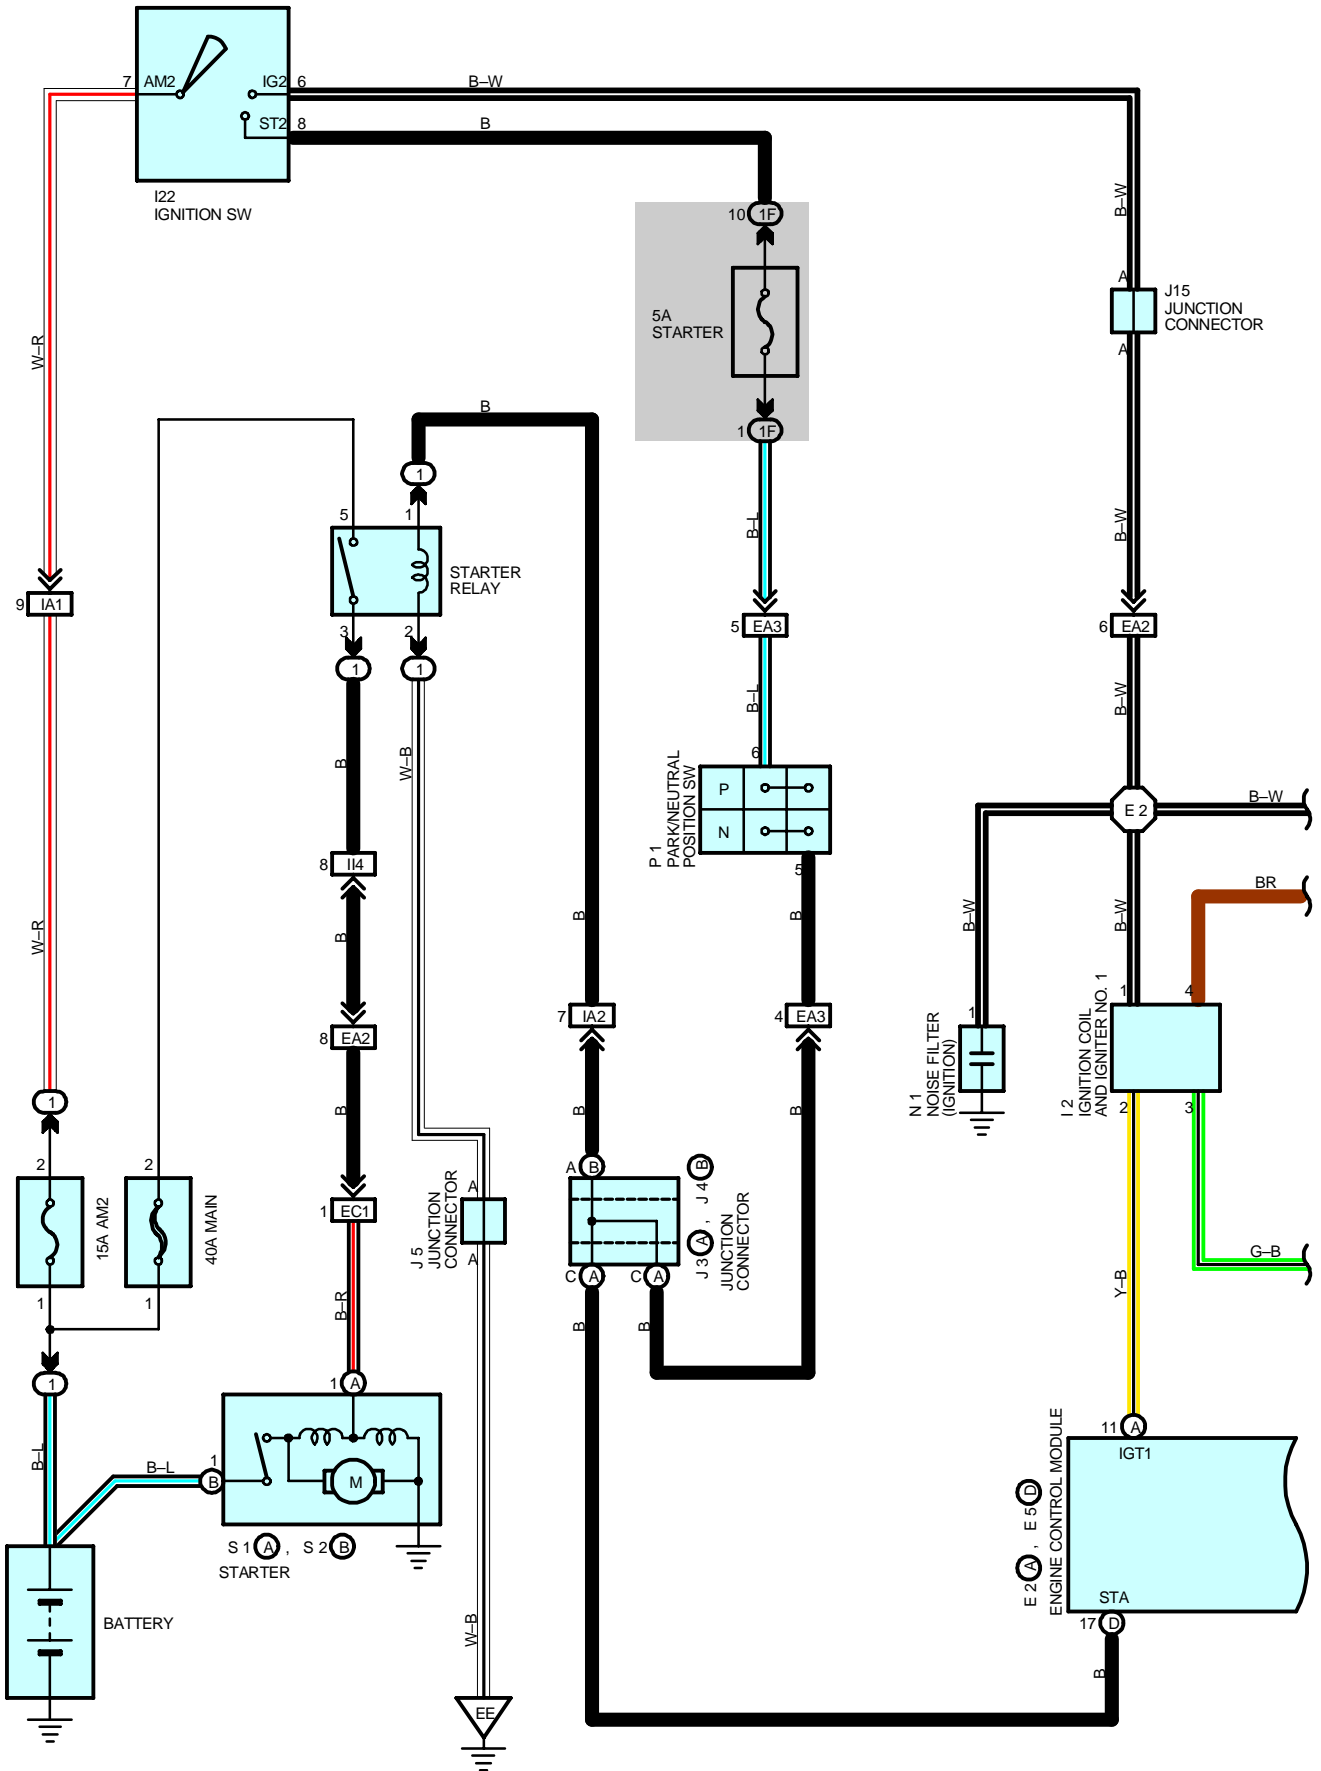 7
AM2
IG2
6
B–W
ST2
8
B
I22
IGNITION SW
10
1F
5A
STARTER
1
1F
B–W
A
J15
JUNCTION
CONNECTOR
A
W–R
B
1
5
1
STARTER
RELAY
3
2
1
1
9
IA1
B–L
5
EA3
B–L
B–W
6
EA2
B–W
B
W–B
6
P
N
5
P 1
PARK/NEUTRAL
POSITION SW
E 2
B–W
BR
8
II4
B
8
EA2
B
1
EC1
B–R
W–R
B
B
B–W
B–W
7
IA2
4
EA3
B
B
1
N 1
NOISE FILTER
(IGNITION)
1
4
I 2
IGNITION COIL
AND IGNITER NO. 1
2
3
1
2
15A AM2
1
2
40A MAIN
1
A
J 5
JUNCTION
CONNECTOR
A
A
B
J 3 A , J 4 B
JUNCTION
CONNECTOR
C
A
C
A
B
B
G–B
Y–B
1
B–L
B–L
1
A
1
B
M
S 1 A , S 2 B
STARTER
BATTERY
W–B
EE
11
A
IGT1
E 2 A , E 5 D
ENGINE CONTROL MODULE
STA
17
D
B